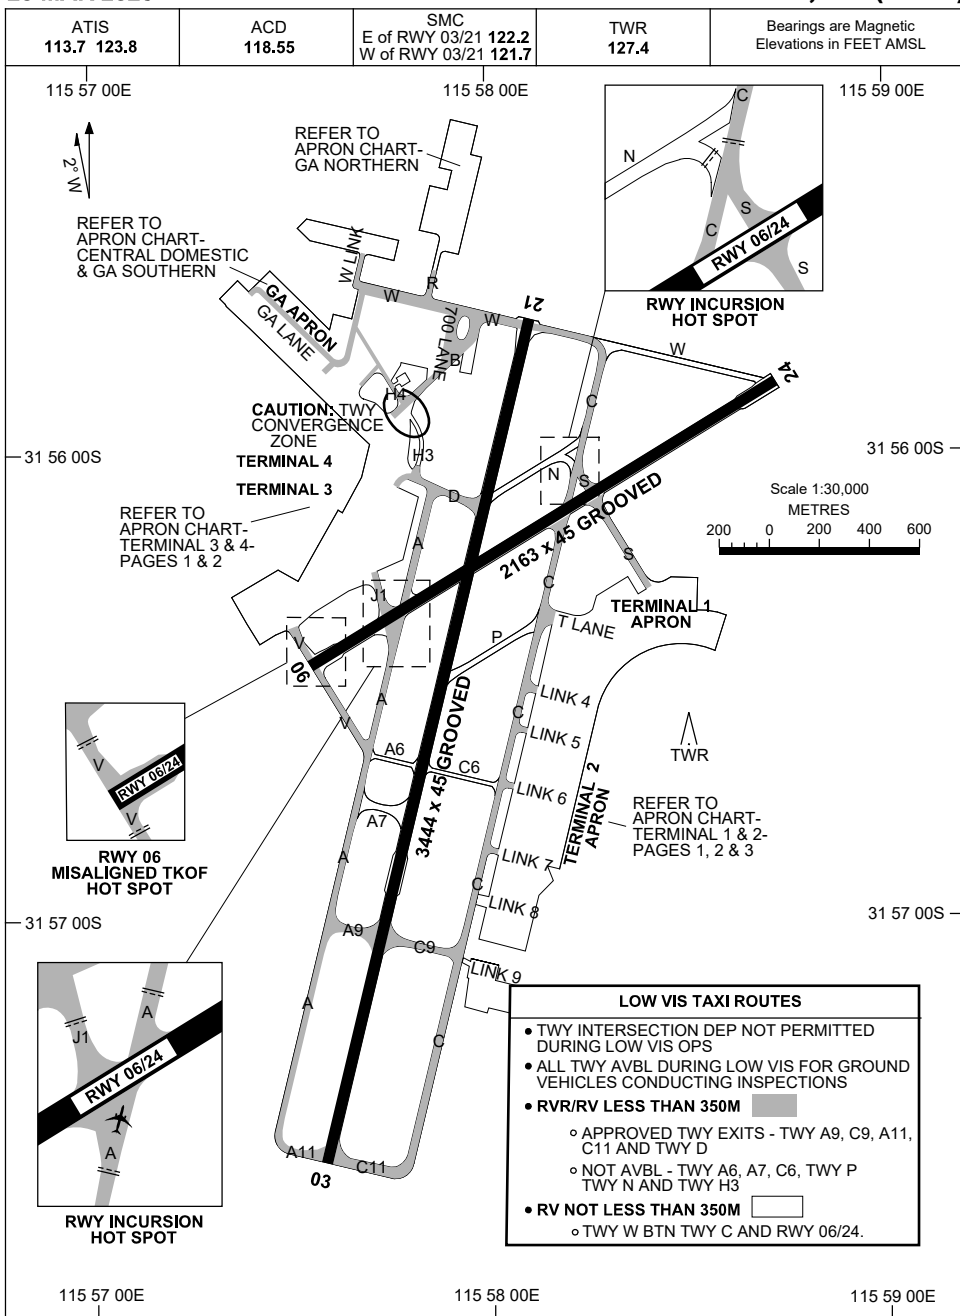 ATIS
113.7 123.8
ACD
118.55
SMC
E of RWY 03/21 122.2
W of RWY 03/21 121.7
TWR
127.4
Bearings are Magnetic
Elevations in FEET AMSL
115 57 00E
115 58 00E
115 59 00E
2° W
REFER TO
APRON CHART-
GA NORTHERN
REFER TO
APRON CHART-
CENTRAL DOMESTIC
& GA SOUTHERN
W LINK
W
R
W
21
W
24
GA APRON
GA LANE
700 LANE
B
H4
C
N
C
S
C
RWY 06/24
S
RWY INCURSION
HOT SPOT
CAUTION: TWY
CONVERGENCE
ZONE
H3
TERMINAL 4
TERMINAL 3
31 56 00S
31 56 00S
D
N
S
Scale 1:30,000
METRES
200 0 200 400 600
REFER TO
APRON CHART-
TERMINAL 3 & 4-
PAGES 1 & 2
A
2163 x 45 GROOVED
S
C
J1
TERMINAL 1
APRON
T LANE
V
06
P
A
V
LINK 4
C
LINK 5
TWR
A6
C6
LINK 6
3444 x 45 GROOVED
TERMINAL 2
APRON
REFER TO
APRON CHART-
TERMINAL 1 & 2-
PAGES 1, 2 & 3
V
RWY 06/24
V
RWY 06
MISALIGNED TKOF
HOT SPOT
A7
A
LINK 7
C
LINK 8
31 57 00S
31 57 00S
A9
C9
LINK 9
A
C
A
J1
RWY 06/24
A
RWY INCURSION
HOT SPOT
A11
03
C11
LOW VIS TAXI ROUTES
• TWY INTERSECTION DEP NOT PERMITTED
DURING LOW VIS OPS
• ALL TWY AVBL DURING LOW VIS FOR GROUND
VEHICLES CONDUCTING INSPECTIONS
• RVR/RV LESS THAN 350M
○ APPROVED TWY EXITS - TWY A9, C9, A11,
C11 AND TWY D
○ NOT AVBL - TWY A6, A7, C6, TWY P
TWY N AND TWY H3
• RV NOT LESS THAN 350M
○ TWY W BTN TWY C AND RWY 06/24.
115 57 00E
115 58 00E
115 59 00E